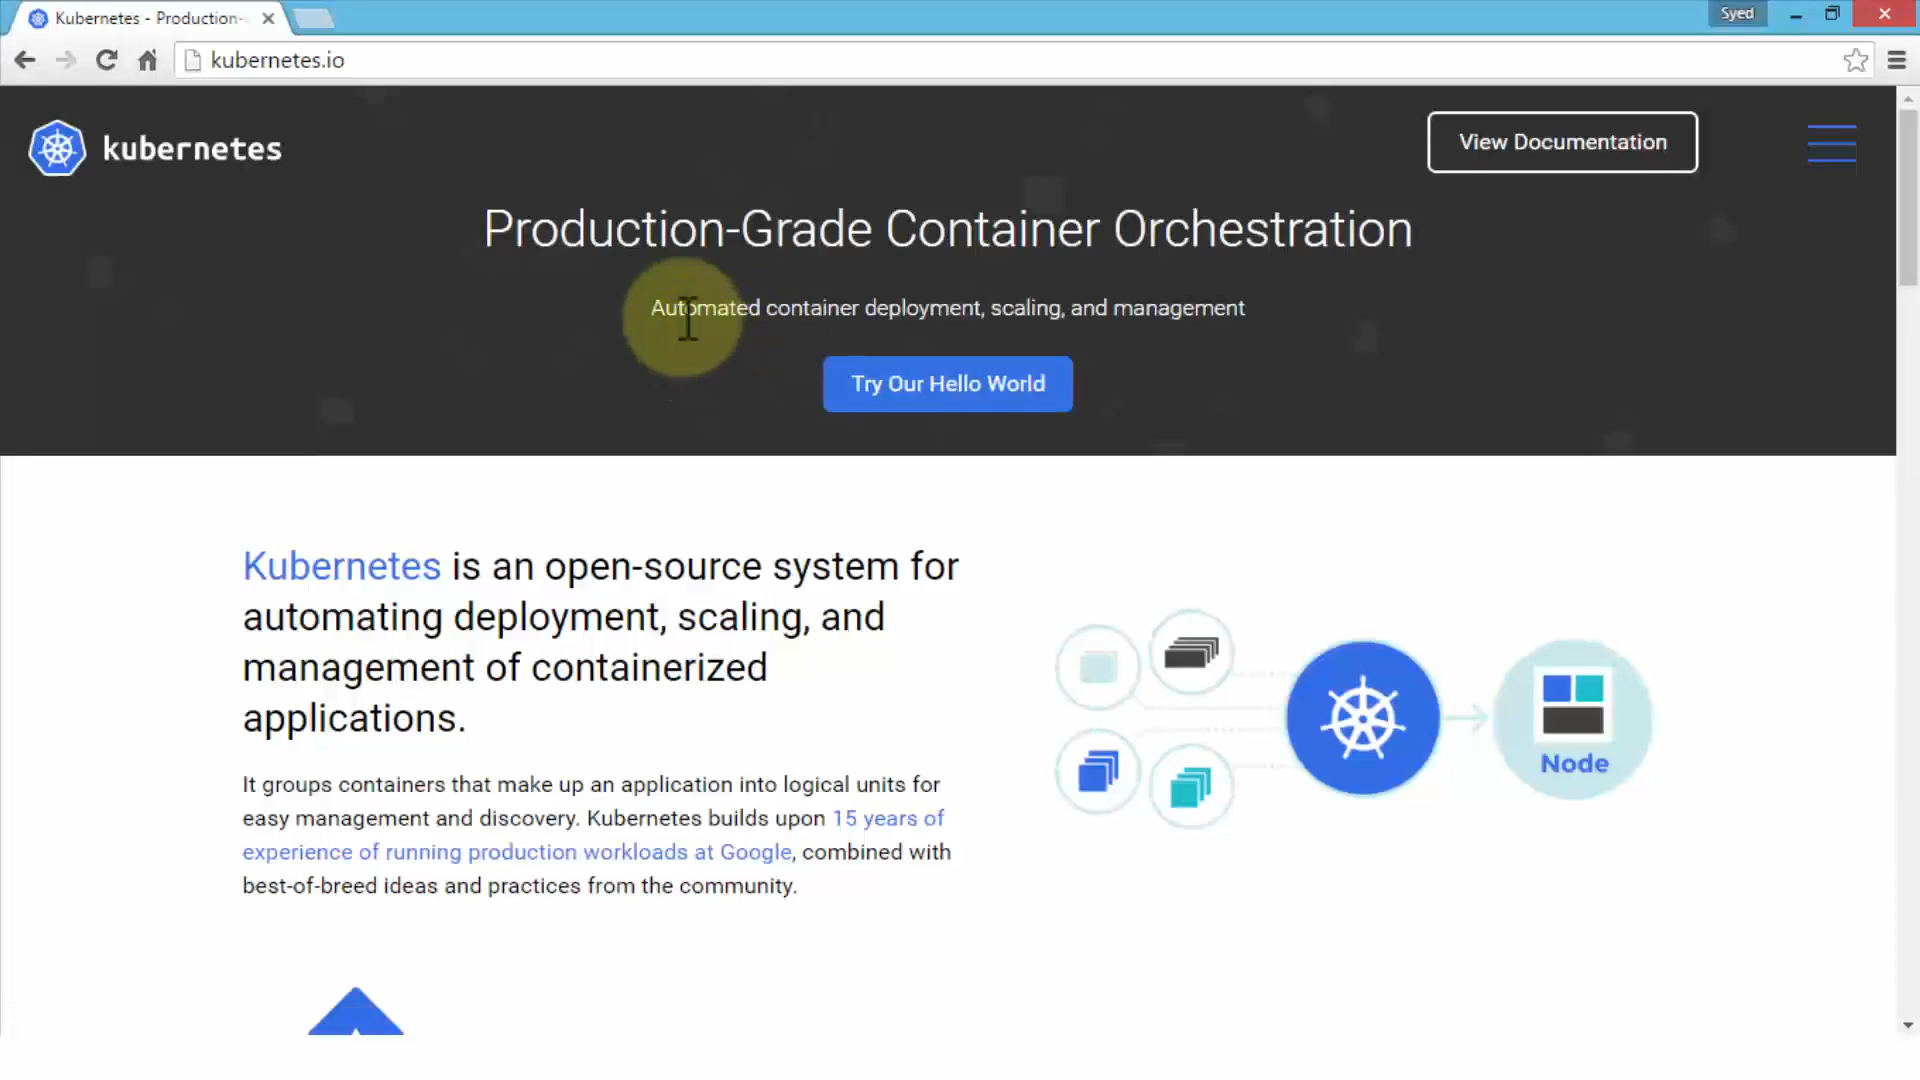 Kubernetes - Production-
Syed
kubernetes.io
kubernetes
View Documentation
Production-Grade Container Orchestration
Automated container deployment, scaling, and management
Try Our Hello World
Kubernetes is an open-source system for
automating deployment, scaling, and
management of containerized
applications.
It groups containers that make up an application into logical units for
easy management and discovery. Kubernetes builds upon 15 years of
experience of running production workloads at Google, combined with
best-of-breed ideas and practices from the community.
Node